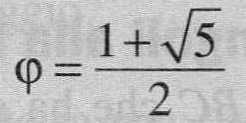 φ = (1 + √5) / 2